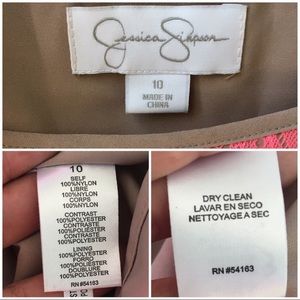 Jessica Simpson
10
MADE IN
CHINA
10
SELF
100%NYLON
LIBRE
100%NYLON
CORPS
100%NYLON
CONTRAST
100%POLYESTER
CONTRASTE
100%POLIÉSTER
CONTRASTE
100%POLYESTER
LINING
100%POLYESTER
FORRO
100%POLIÉSTER
DOUBLURE
100%POLYESTER
RN #54163
DRY CLEAN
LAVAR EN SECO
NETTOYAGE A SEC
RN #54163